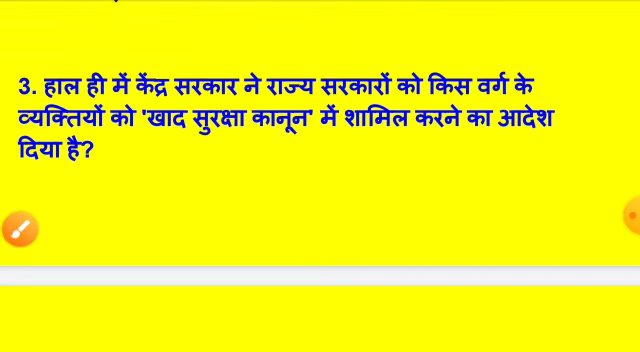 3. हाल ही में केंद्र सरकार ने राज्य सरकारों को किस वर्ग के
व्यक्तियों को 'खाद सुरक्षा कानून' में शामिल करने का आदेश
दिया है?